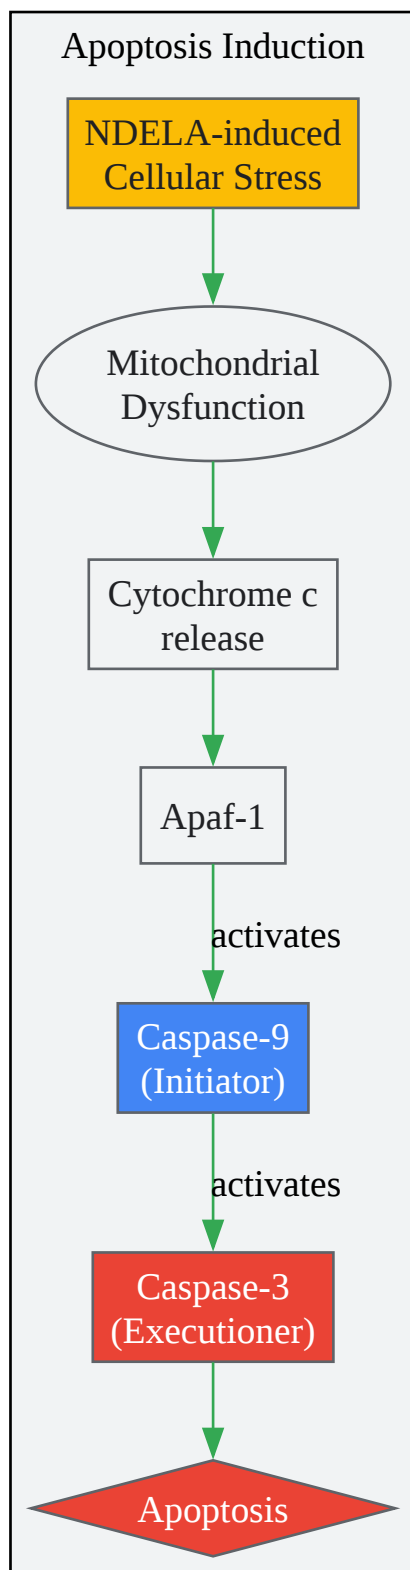 Apoptosis Induction
NDELA-induced
Cellular Stress
Mitochondrial
Dysfunction
Cytochrome c
release
Apaf-1
activates
Caspase-9
(Initiator)
activates
Caspase-3
(Executioner)
Apoptosis